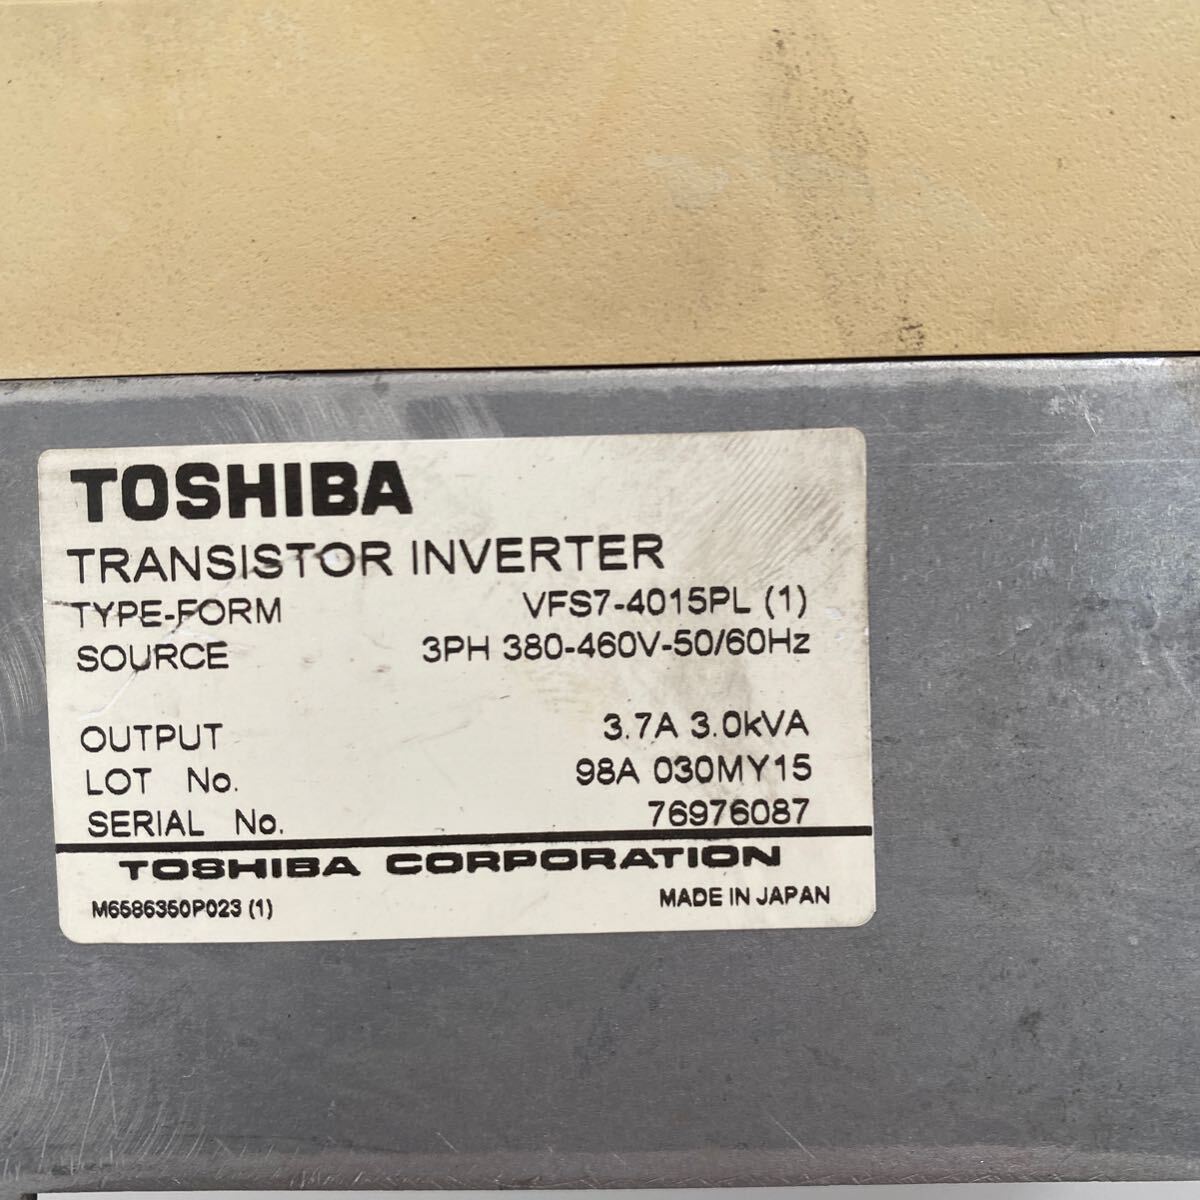 TOSHIBA
TRANSISTOR INVERTER
TYPE-FORM VFS7-4015PL (1)
SOURCE 3PH 380-460V-50/60Hz
OUTPUT 3.7A 3.0kVA
LOT No. 98A 030MY15
SERIAL No. 76976087
TOSHIBA CORPORATION
M6586350P023 (1) MADE IN JAPAN